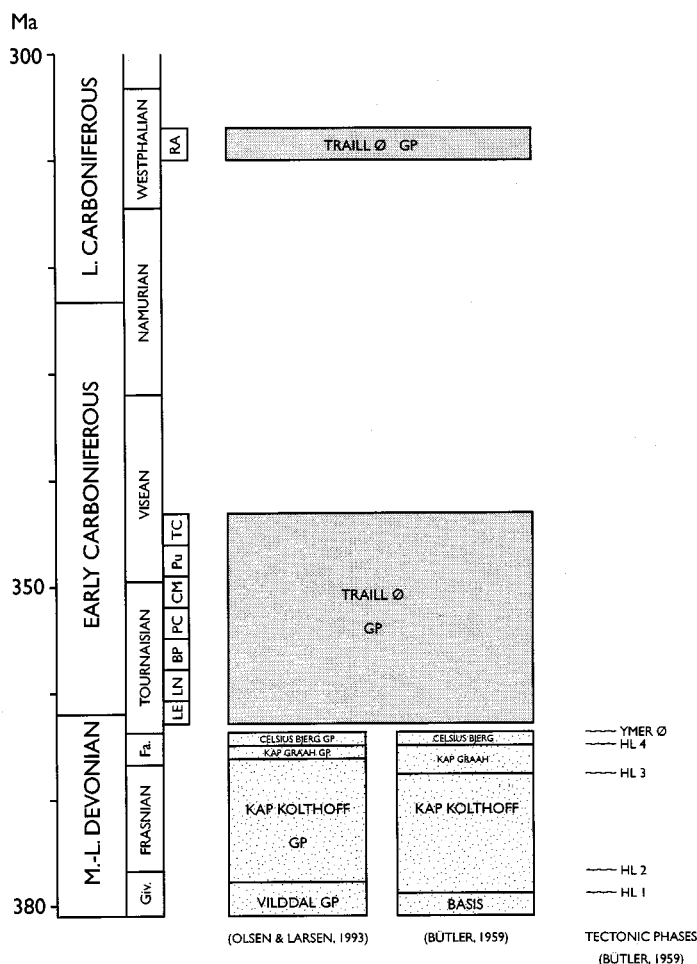 Ma
300
L. CARBONIFEROUS
WESTPHALIAN
RA
TRAILL Ø GP
NAMURIAN
EARLY CARBONIFEROUS
VISEAN
TC
Pu
350
CM
TRAILL Ø
GP
TOURNAISIAN
PC
BP
LN
LE
M.-L. DEVONIAN
Fa.
CELSIUS BJERG GP
CELSIUS BJERG
YMER Ø
KAP GRAAH GP
KAP GRAAH
HL 4
HL 3
FRASNIAN
KAP KOLTHOFF
GP
KAP KOLTHOFF
HL 2
HL 1
Giv.
VILDDAL GP
BASIS
380
(OLSEN & LARSEN, 1993)
(BÜTLER, 1959)
TECTONIC PHASES
(BÜTLER, 1959)